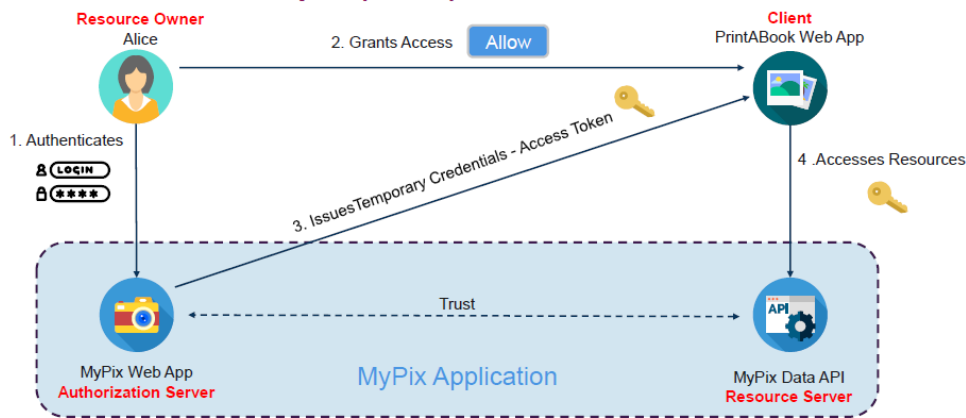 Resource Owner
Alice
2. Grants Access
Allow
Client
PrintABook Web App
1. Authenticates
LOGIN
****
3. IssuesTemporary Credentials - Access Token
4 .Accesses Resources
Trust
API
MyPix Web App
Authorization Server
MyPix Application
MyPix Data API
Resource Server